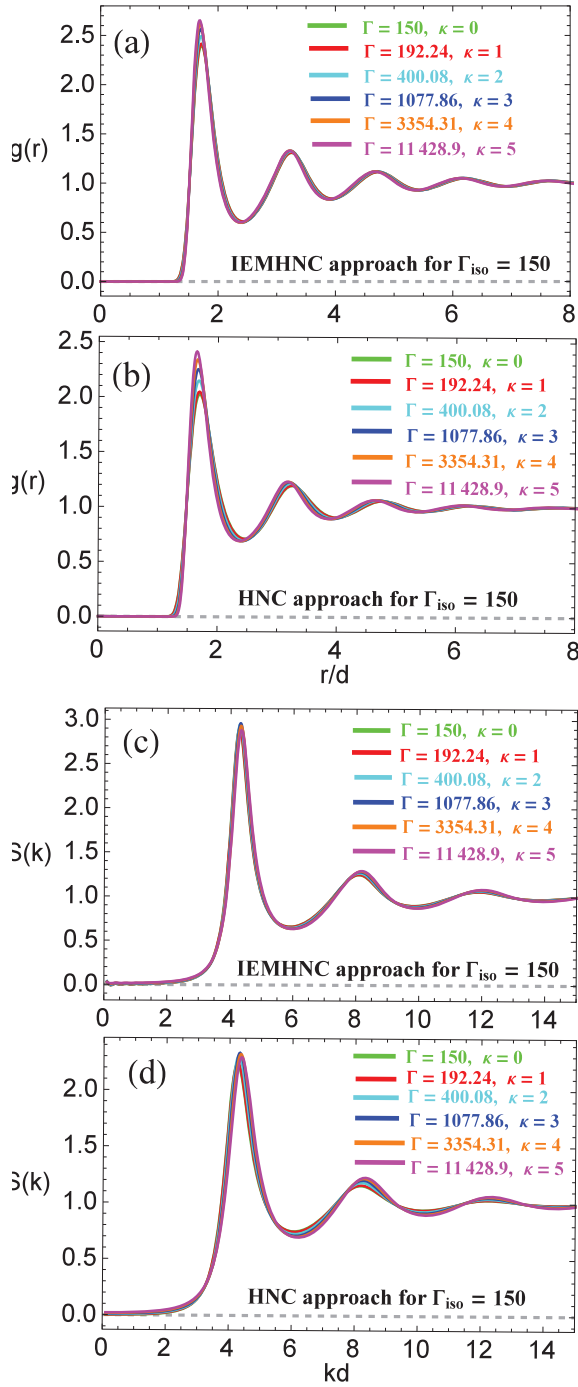 (a)
Γ = 150, κ = 0
Γ = 192.24, κ = 1
Γ = 400.08, κ = 2
Γ = 1077.86, κ = 3
Γ = 3354.31, κ = 4
Γ = 11 428.9, κ = 5
2.5
2.0
1.5
1.0
0.5
0.0
g(r)
IEMHNC approach for Γiso = 150
0 2 4 6 8
(b)
Γ = 150, κ = 0
Γ = 192.24, κ = 1
Γ = 400.08, κ = 2
Γ = 1077.86, κ = 3
Γ = 3354.31, κ = 4
Γ = 11 428.9, κ = 5
2.5
2.0
1.5
1.0
0.5
0.0
g(r)
HNC approach for Γiso = 150
0 2 4 6 8
r/d
(c)
Γ = 150, κ = 0
Γ = 192.24, κ = 1
Γ = 400.08, κ = 2
Γ = 1077.86, κ = 3
Γ = 3354.31, κ = 4
Γ = 11 428.9, κ = 5
3.0
2.5
2.0
1.5
1.0
0.5
0.0
S(k)
IEMHNC approach for Γiso = 150
0 2 4 6 8 10 12 14
(d)
Γ = 150, κ = 0
Γ = 192.24, κ = 1
Γ = 400.08, κ = 2
Γ = 1077.86, κ = 3
Γ = 3354.31, κ = 4
Γ = 11 428.9, κ = 5
2.0
1.5
1.0
0.5
0.0
S(k)
HNC approach for Γiso = 150
0 2 4 6 8 10 12 14
kd